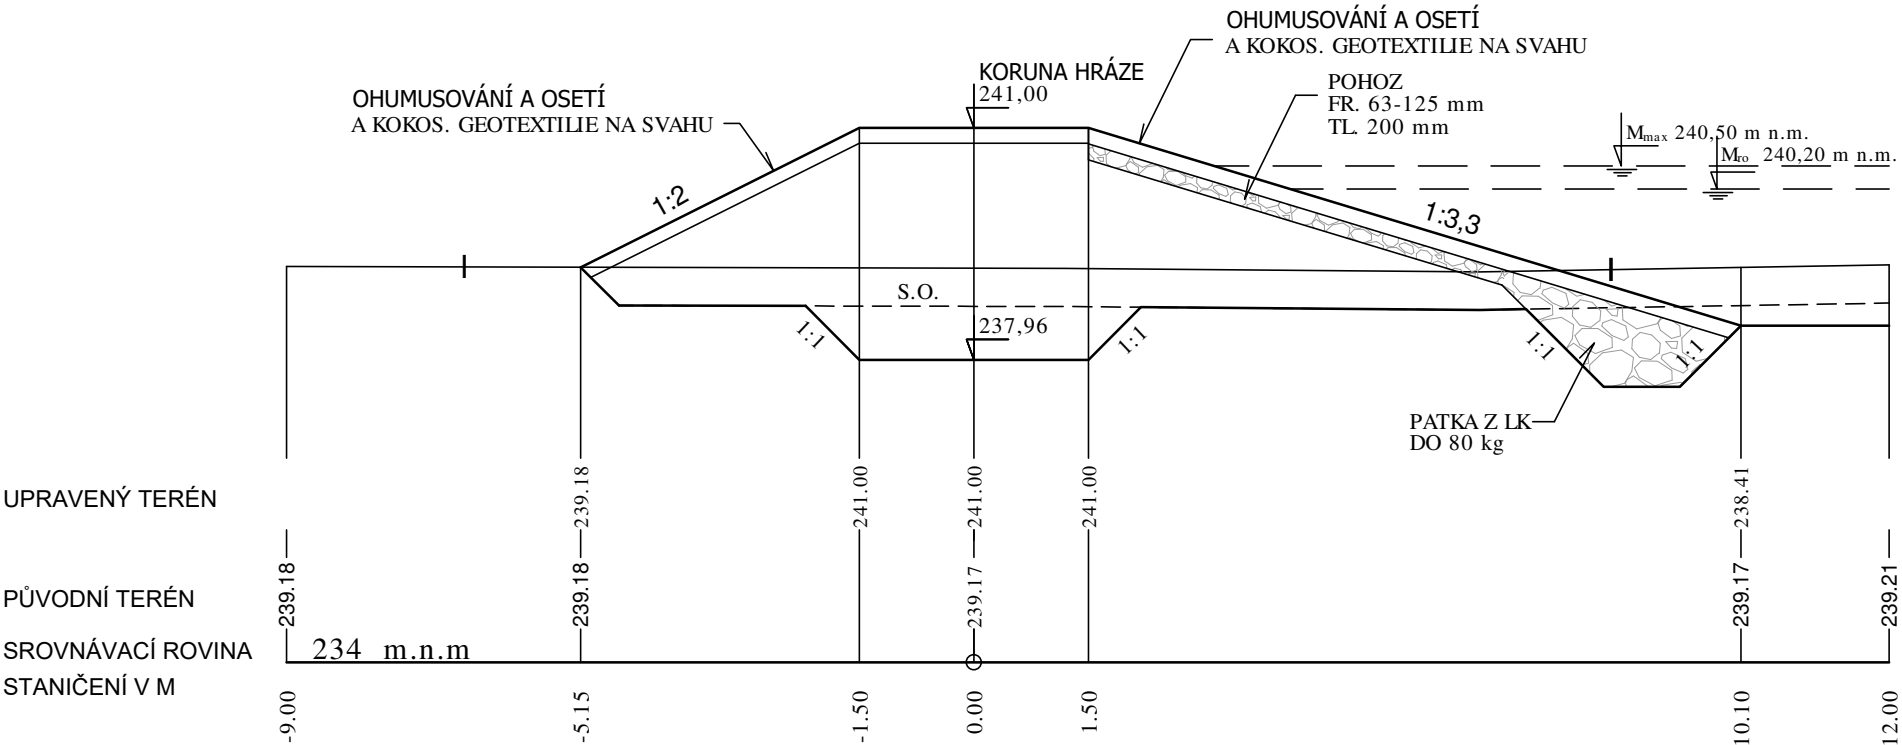 OHUMUSOVÁNÍ A OSETÍ
A KOKOS. GEOTEXTILIE NA SVAHU
KORUNA HRÁZE
241,00
OHUMUSOVÁNÍ A OSETÍ
A KOKOS. GEOTEXTILIE NA SVAHU
POHOZ
FR. 63-125 mm
TL. 200 mm
Mmax 240,50 m n.m.
Mro 240,20 m n.m.
1:2
1:3,3
S.O.
237,96
1:1
1:1
1:1
1:1
PATKA Z LK
DO 80 kg
UPRAVENÝ TERÉN
239.18
241.00
241.00
241.00
238.41
PŮVODNÍ TERÉN
239.18
239.18
239.17
239.17
239.21
SROVNÁVACÍ ROVINA
234 m.n.m
STANIČENÍ V M
-9.00
-5.15
-1.50
0.00
1.50
10.10
12.00